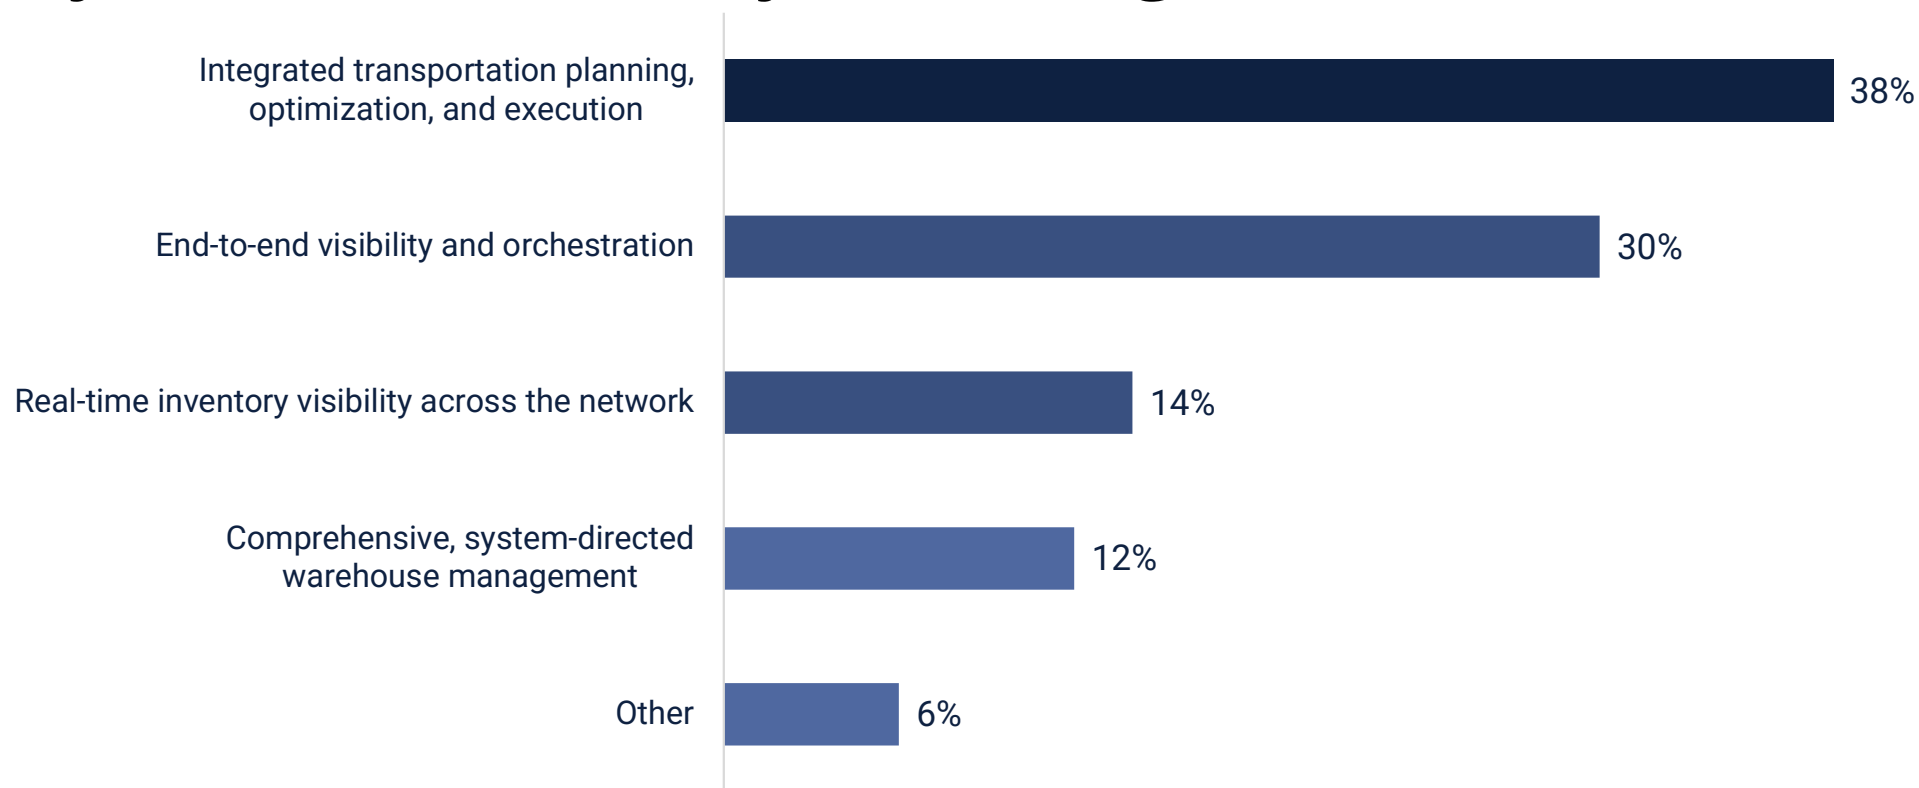 Integrated transportation planning,
optimization, and execution
38%
End-to-end visibility and orchestration
30%
Real-time inventory visibility across the network
14%
Comprehensive, system-directed
warehouse management
12%
Other
6%